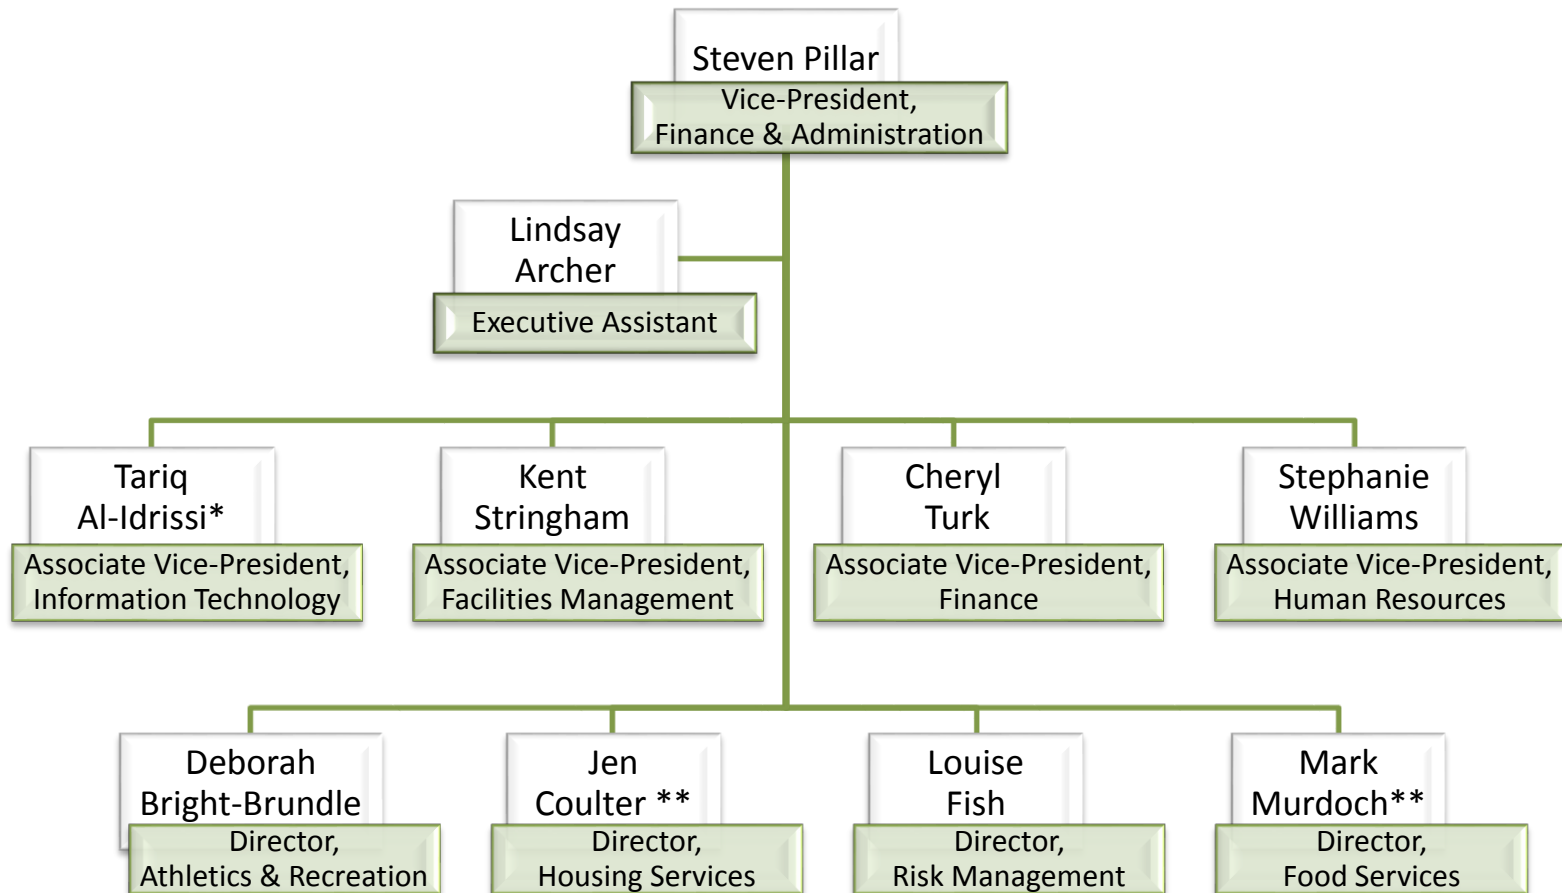 Steven Pillar
Vice-President,
Finance & Administration
Lindsay
Archer
Executive Assistant
Tariq
Al-Idrissi*
Associate Vice-President,
Information Technology
Kent
Stringham
Associate Vice-President,
Facilities Management
Cheryl
Turk
Associate Vice-President,
Finance
Stephanie
Williams
Associate Vice-President,
Human Resources
Deborah
Bright-Brundle
Director,
Athletics & Recreation
Jen
Coulter **
Director,
Housing Services
Louise
Fish
Director,
Risk Management
Mark
Murdoch**
Director,
Food Services